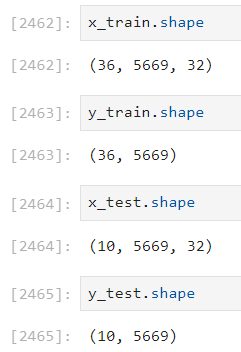 [2462]: x_train.shape
[2462]: (36, 5669, 32)
[2463]: y_train.shape
[2463]: (36, 5669)
[2464]: x_test.shape
[2464]: (10, 5669, 32)
[2465]: y_test.shape
[2465]: (10, 5669)